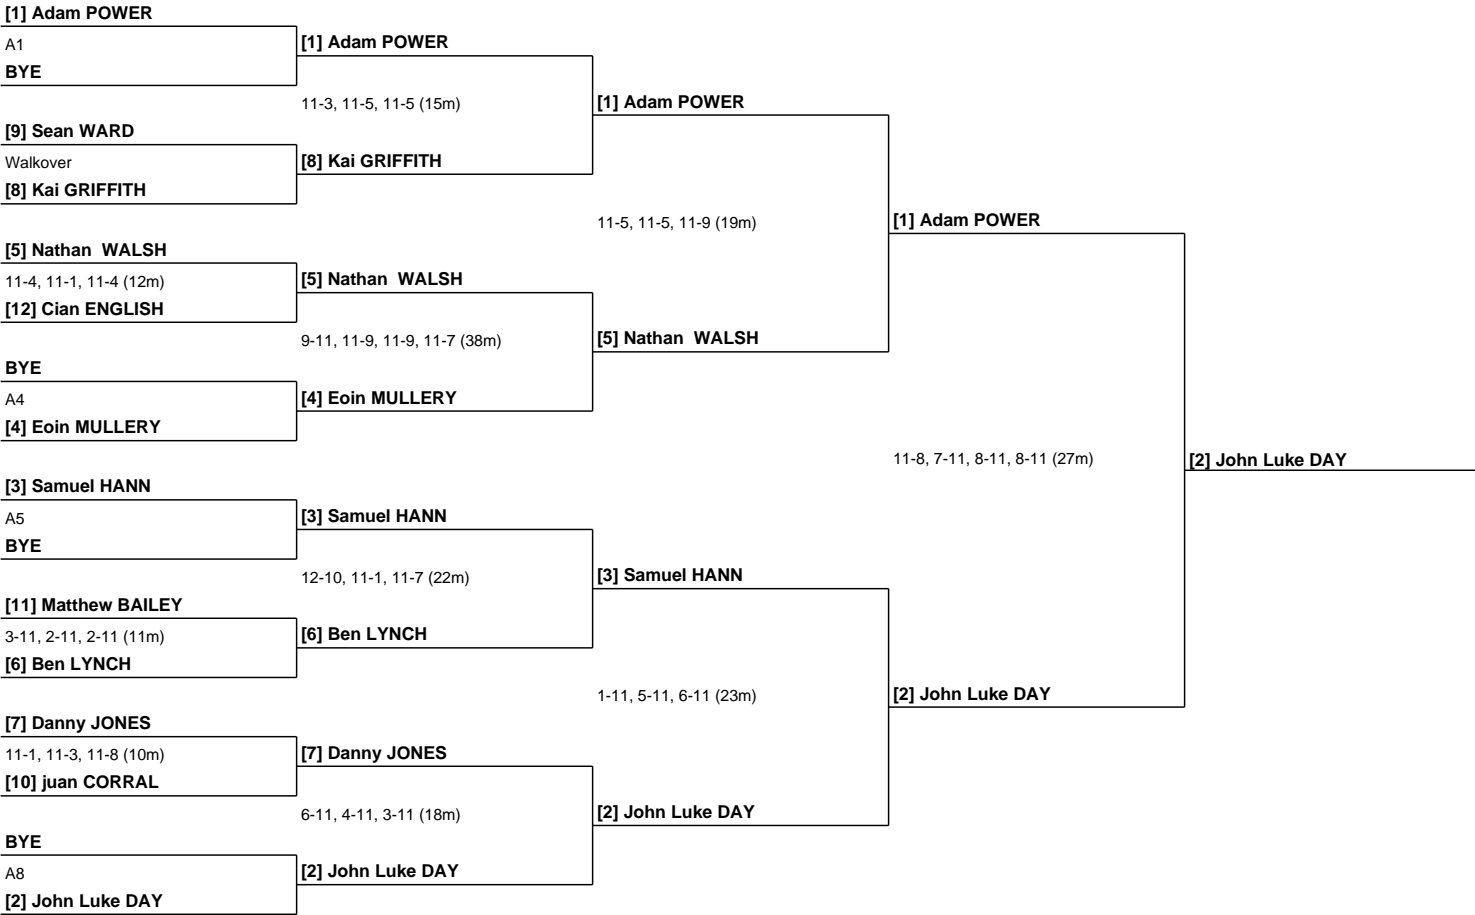 [1] Adam POWER
A1
BYE
[9] Sean WARD
Walkover
[8] Kai GRIFFITH
[5] Nathan  WALSH
11-4, 11-1, 11-4 (12m)
[12] Cian ENGLISH
BYE
A4
[4] Eoin MULLERY
[3] Samuel HANN
A5
BYE
[11] Matthew BAILEY
3-11, 2-11, 2-11 (11m)
[6] Ben LYNCH
[7] Danny JONES
11-1, 11-3, 11-8 (10m)
[10] juan CORRAL
BYE
A8
[2] John Luke DAY
[1] Adam POWER
11-3, 11-5, 11-5 (15m)
[8] Kai GRIFFITH
[5] Nathan  WALSH
9-11, 11-9, 11-9, 11-7 (38m)
[4] Eoin MULLERY
[3] Samuel HANN
12-10, 11-1, 11-7 (22m)
[6] Ben LYNCH
[7] Danny JONES
6-11, 4-11, 3-11 (18m)
[2] John Luke DAY
[1] Adam POWER
11-5, 11-5, 11-9 (19m)
[5] Nathan  WALSH
[3] Samuel HANN
1-11, 5-11, 6-11 (23m)
[2] John Luke DAY
[1] Adam POWER
11-8, 7-11, 8-11, 8-11 (27m)
[2] John Luke DAY
[2] John Luke DAY